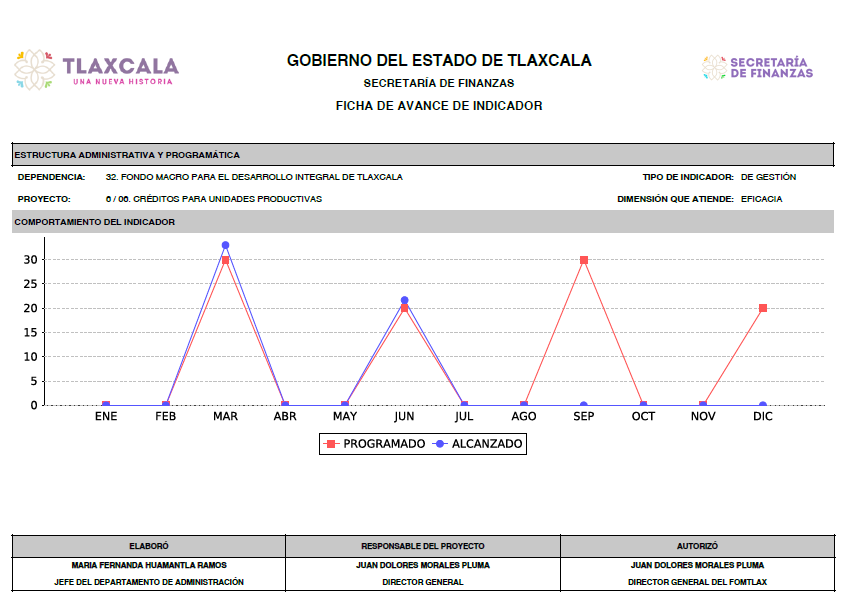 TLAXCALA
UNA NUEVA HISTORIA
GOBIERNO DEL ESTADO DE TLAXCALA
SECRETARÍA DE FINANZAS
FICHA DE AVANCE DE INDICADOR
SECRETARÍA
DE FINANZAS
ESTRUCTURA ADMINISTRATIVA Y PROGRAMÁTICA
DEPENDENCIA: 32. FONDO MACRO PARA EL DESARROLLO INTEGRAL DE TLAXCALA TIPO DE INDICADOR: DE GESTIÓN
PROYECTO: 6 / 06. CRÉDITOS PARA UNIDADES PRODUCTIVAS DIMENSIÓN QUE ATIENDE: EFICACIA
COMPORTAMIENTO DEL INDICADOR
30
25
20
15
10
5
0
ENE FEB MAR ABR MAY JUN JUL AGO SEP OCT NOV DIC
PROGRAMADO ALCANZADO
ELABORÓ RESPONSABLE DEL PROYECTO AUTORIZÓ
MARIA FERNANDA HUAMANTLA RAMOS JUAN DOLORES MORALES PLUMA JUAN DOLORES MORALES PLUMA
JEFE DEL DEPARTAMENTO DE ADMINISTRACIÓN DIRECTOR GENERAL DIRECTOR GENERAL DEL FOMTLAX